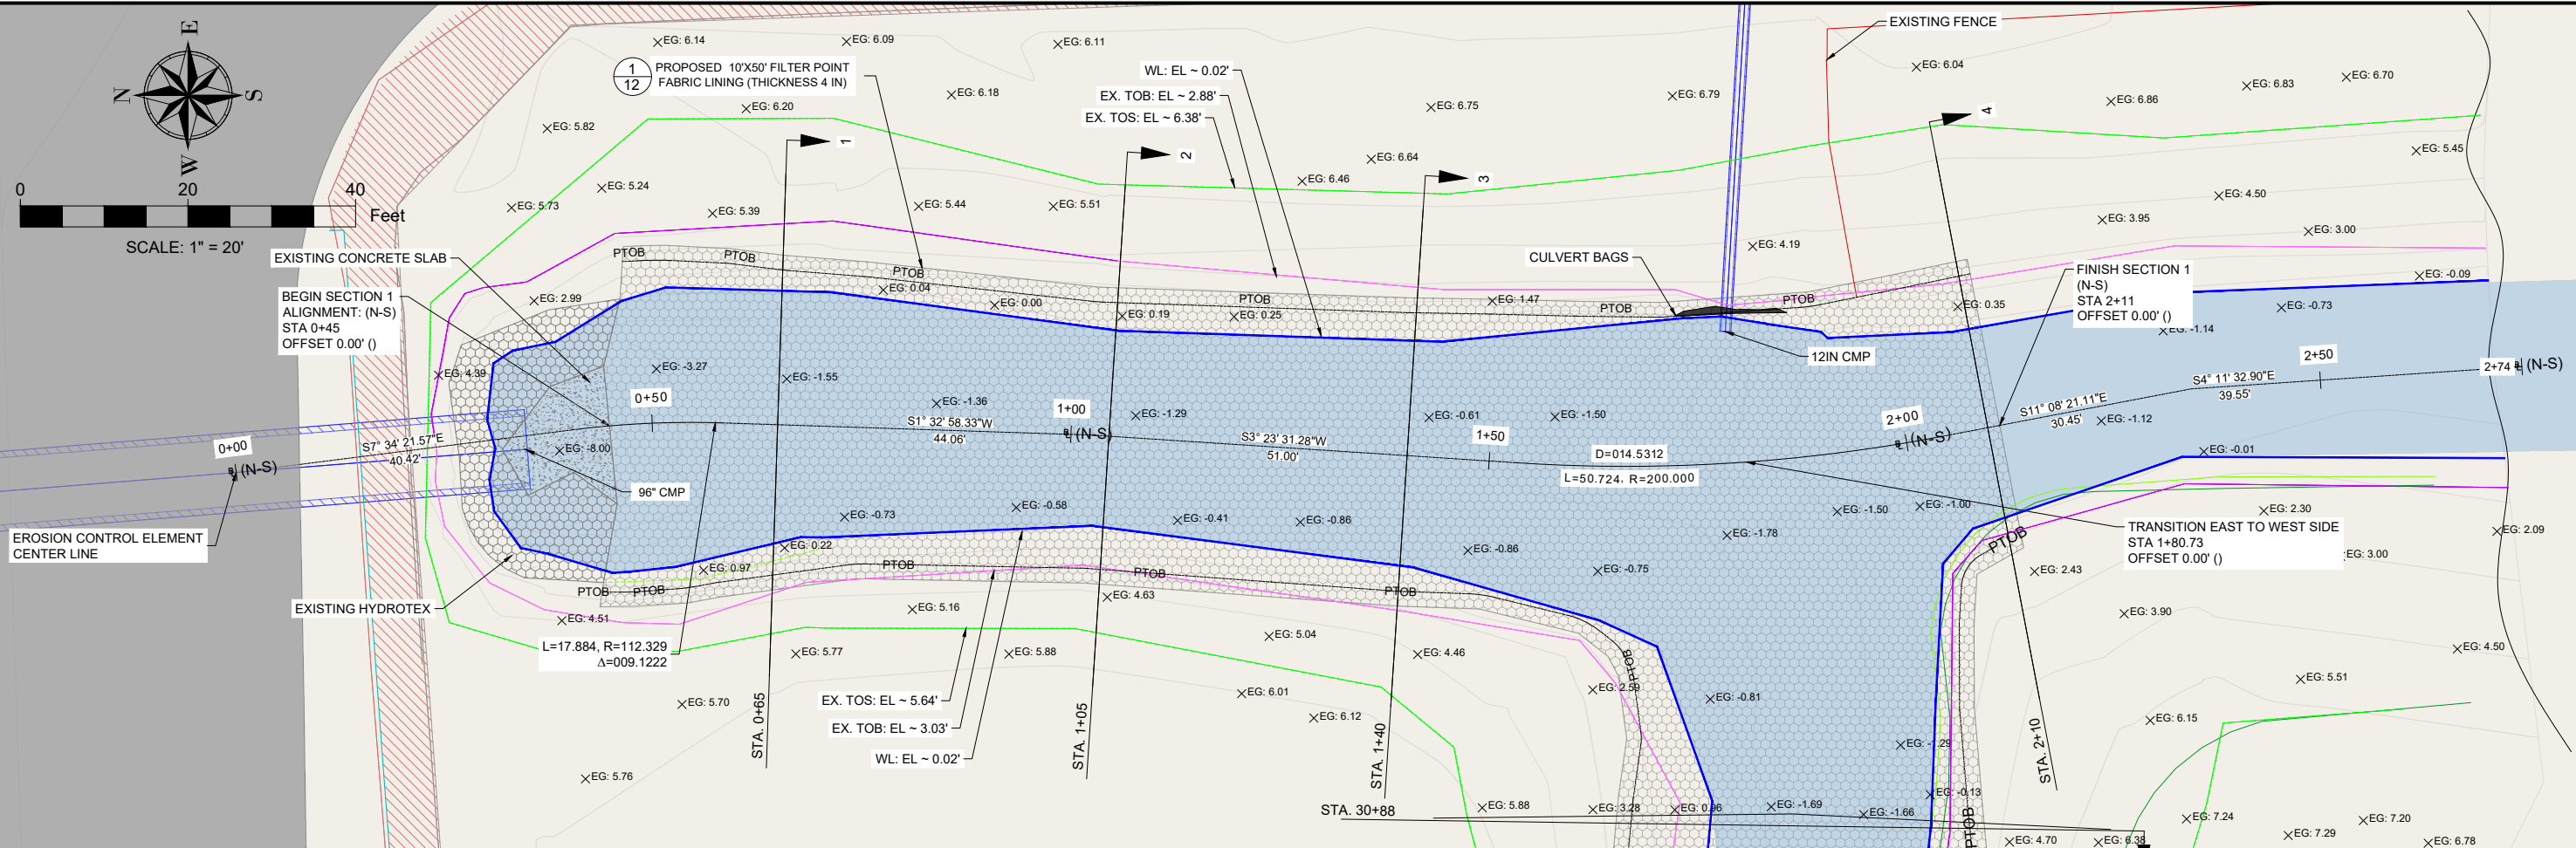 E
N
S
W
0 20 40
Feet
SCALE: 1" = 20'
1
12
PROPOSED 10'X50' FILTER POINT
FABRIC LINING (THICKNESS 4 IN)
WL: EL ~ 0.02'
EX. TOB: EL ~ 2.88'
EX. TOS: EL ~ 6.38'
EXISTING FENCE
EG: 6.14
EG: 6.09
EG: 6.11
EG: 6.04
EG: 6.83
EG: 6.70
EG: 6.20
EG: 6.18
EG: 6.75
EG: 6.79
EG: 6.86
EG: 5.82
1
2
3
4
EG: 6.64
EG: 5.45
EG: 5.24
EG: 6.46
EG: 4.50
EG: 5.73
EG: 5.39
EG: 5.44
EG: 5.51
EG: 3.95
EG: 3.00
EG: 4.19
EXISTING CONCRETE SLAB
PTOB
PTOB
PTOB
PTOB
PTOB
PTOB
CULVERT BAGS
BEGIN SECTION 1
ALIGNMENT: (N-S)
STA 0+45
OFFSET 0.00' ()
FINISH SECTION 1
(N-S)
STA 2+11
OFFSET 0.00' ()
EG: -0.09
EG: 2.99
EG: 0.04
EG: 0.00
EG: 0.19
EG: 0.25
EG: 1.47
EG: 0.35
EG: -0.73
EG: -1.14
12IN CMP
EG: 4.39
EG: -3.27
EG: -1.55
EG: -1.36
EG: -1.29
EG: -0.61
EG: -1.50
EG: -1.12
EG: -0.01
0+00
(N-S)
0+50
1+00
(N-S)
1+50
2+00
(N-S)
2+50
2+74
(N-S)
S7° 34' 21.57"E
40.42'
S1° 32' 58.33"W
44.06'
S3° 23' 31.28"W
51.00'
D=014.5312
L=50.724, R=200.000
S11° 08' 21.11"E
30.45'
S4° 11' 32.90"E
39.55'
EG: -8.00
96" CMP
EROSION CONTROL ELEMENT
CENTER LINE
EG: -0.73
EG: -0.58
EG: -0.41
EG: -0.86
EG: -1.78
EG: -1.50
EG: -1.00
EG: 2.30
EG: 2.09
TRANSITION EAST TO WEST SIDE
STA 1+80.73
OFFSET 0.00' ()
EG: 0.22
EG: 0.97
EG: -0.86
EG: -0.75
EG: 3.00
EG: 2.43
PTOB
PTOB
PTOB
PTOB
PTOB
PTOB
PTOB
PTOB
EXISTING HYDROTEX
EG: 4.51
EG: 5.16
EG: 4.63
EG: 3.90
L=17.884, R=112.329
Δ=009.1222
EG: 5.77
EG: 5.88
EG: 5.04
EG: 4.46
EG: 4.50
EG: 5.70
EX. TOS: EL ~ 5.64'
EX. TOB: EL ~ 3.03'
WL: EL ~ 0.02'
EG: 6.01
EG: 6.12
EG: 2.59
EG: -0.81
EG: 5.51
EG: 6.15
EG: -1.29
STA. 0+65
STA. 1+05
STA. 1+40
STA. 2+10
EG: 5.76
STA. 30+88
EG: 5.88
EG: 3.28
EG: 0.96
EG: -1.69
EG: -1.66
EG: -0.13
EG: 4.70
EG: 6.38
EG: 7.24
EG: 7.29
EG: 7.20
EG: 6.78